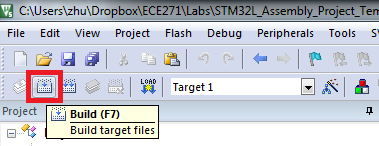 C:\Users\zhu\Dropbox\ECE271\Labs\STM32L_Assembly_Project_Tem
File Edit View Project Flash Debug Peripherals Tools S
LOAD Target 1
Project
Build (F7)
Build target files